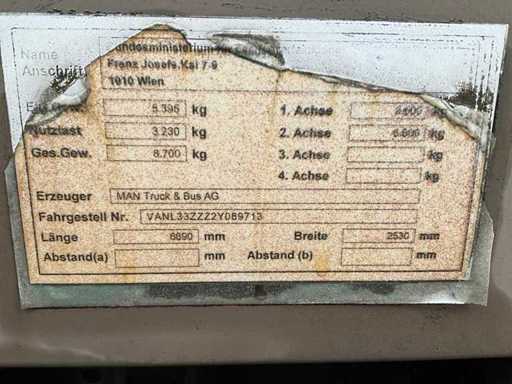 Name
Franz Josefs Kai 7-9
Anschrift
1010 Wien
5.395 kg 1. Achse kg
Nutzlast 3.230 kg 2. Achse kg
Ges.Gew. 8.700 kg 3. Achse kg
4. Achse kg
Erzeuger MAN Truck & Bus AG
Fahrgestell Nr. VANL33ZZZ2Y089713
Länge 6890 mm Breite 2530 mm
Abstand(a) mm Abstand (b) mm